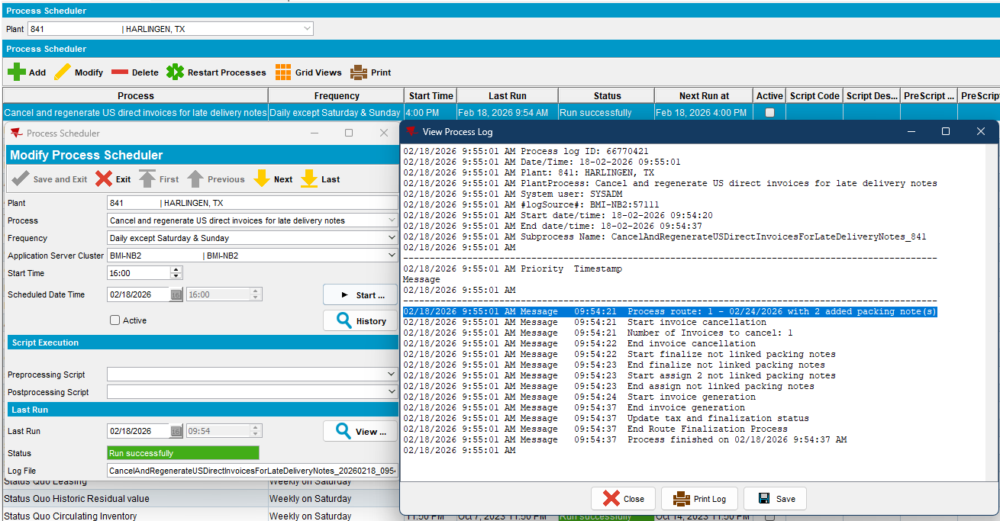 Process Scheduler
Plant 841 | HARLINGEN, TX
Process Scheduler
Add Modify Delete Restart Processes Grid Views Print
Process Frequency Start Time Last Run Status Next Run at Active Script Code Script Des... PreScript ... PreScrip
Cancel and regenerate US direct invoices for late delivery notes Daily except Saturday & Sunday 4:00 PM Feb 18, 2026 9:54 AM Run successfully Feb 18, 2026 4:00 PM
Process Scheduler
Modify Process Scheduler
Save and Exit Exit First Previous Next Last
Plant 841 | HARLINGEN, TX
Process Cancel and regenerate US direct invoices for late delivery notes
Frequency Daily except Saturday & Sunday
Application Server Cluster BMI-NB2 | BMI-NB2
Start Time 16:00
Scheduled Date Time 02/18/2026 16 16:00 Start ...
Active History
Script Execution
Preprocessing Script
Postprocessing Script
Last Run
Last Run 02/18/2026 16 09:54 View ...
Status Run successfully
Log File CancelAndRegenerateUSDirectInvoicesForLateDeliveryNotes_20260218_095
View Process Log
02/18/2026 9:55:01 AM Process log ID: 66770421
02/18/2026 9:55:01 AM Date/Time: 18-02-2026 09:55:01
02/18/2026 9:55:01 AM Plant: 841: HARLINGEN, TX
02/18/2026 9:55:01 AM PlantProcess: Cancel and regenerate US direct invoices for late delivery notes
02/18/2026 9:55:01 AM System user: SYSADM
02/18/2026 9:55:01 AM #logSource#: BMI-NB2:57111
02/18/2026 9:55:01 AM Start date/time: 18-02-2026 09:54:20
02/18/2026 9:55:01 AM End date/time: 18-02-2026 09:54:37
02/18/2026 9:55:01 AM Subprocess Name: CancelAndRegenerateUSDirectInvoicesForLateDeliveryNotes_841
02/18/2026 9:55:01 AM
----------------------------------------------------------------------------------------------------
02/18/2026 9:55:01 AM Priority Timestamp
Message
02/18/2026 9:55:01 AM
----------------------------------------------------------------------------------------------------
02/18/2026 9:55:01 AM Message 09:54:21 Process route: 1 - 02/24/2026 with 2 added packing note(s)
02/18/2026 9:55:01 AM Message 09:54:21 Start invoice cancellation
02/18/2026 9:55:01 AM Message 09:54:21 Number of Invoices to cancel: 1
02/18/2026 9:55:01 AM Message 09:54:22 End invoice cancellation
02/18/2026 9:55:01 AM Message 09:54:22 Start finalize not linked packing notes
02/18/2026 9:55:01 AM Message 09:54:23 End finalize not linked packing notes
02/18/2026 9:55:01 AM Message 09:54:23 Start assign 2 not linked packing notes
02/18/2026 9:55:01 AM Message 09:54:23 End assign not linked packing notes
02/18/2026 9:55:01 AM Message 09:54:24 Start invoice generation
02/18/2026 9:55:01 AM Message 09:54:37 End invoice generation
02/18/2026 9:55:01 AM Message 09:54:37 Update tax and finalization status
02/18/2026 9:55:01 AM Message 09:54:37 End Route Finalization Process
02/18/2026 9:55:01 AM Message 09:54:37 Process finished on 02/18/2026 9:54:37 AM
02/18/2026 9:55:01 AM
Close Print Log Save
Status Quo Leasing Weekly on Saturday
Status Quo Historic Residual value Weekly on Saturday
Status Quo Circulating Inventory Weekly on Saturday 11:50 PM Oct 7, 2023 11:50 PM Run successfully Oct 14, 2023 11:50 PM